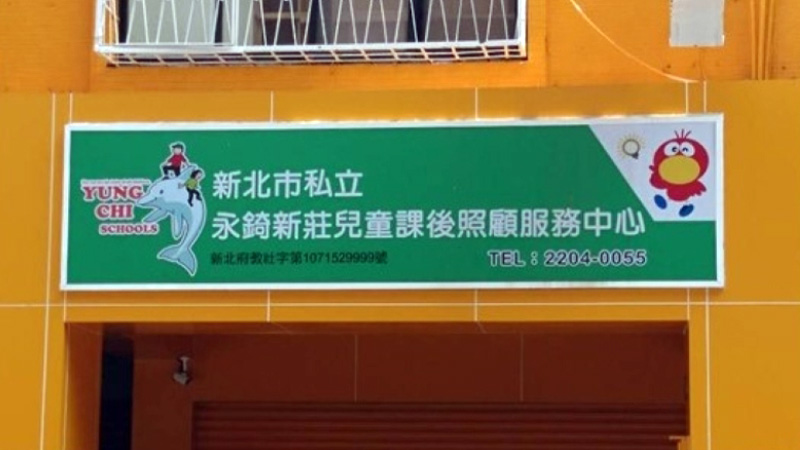 YUNG
CHI
SCHOOLS
新北市私立
永錡新莊兒童課後照顧服務中心
新北府教社字第1071529999號
TEL：2204-0055